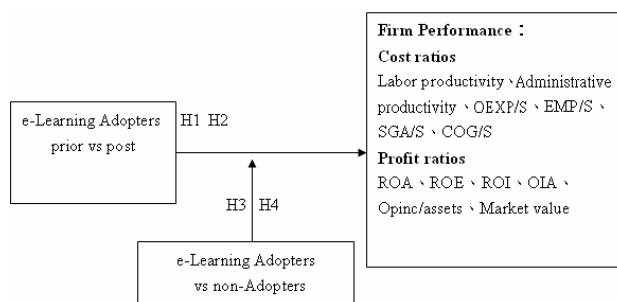 e-Learning Adopters
prior vs post
H1 H2
H3 H4
e-Learning Adopters
vs non-Adopters
Firm Performance：
Cost ratios
Labor productivity、Administrative
productivity、OEXP/S、EMP/S、
SGA/S、COG/S
Profit ratios
ROA、ROE、ROI、OIA、
Opinc/assets、Market value